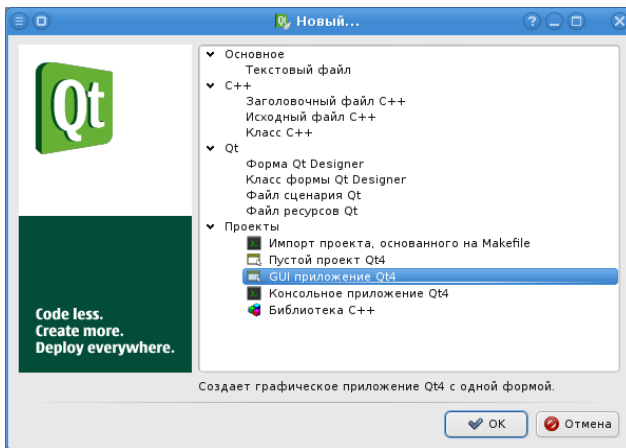 Новый...
Qt
Основное
Текстовый файл
C++
Заголовочный файл C++
Исходный файл C++
Класс C++
Qt
Форма Qt Designer
Класс формы Qt Designer
Файл сценария Qt
Файл ресурсов Qt
Проекты
Импорт проекта, основанного на Makefile
Пустой проект Qt4
GUI приложение Qt4
Консольное приложение Qt4
Библиотека C++
Code less.
Create more.
Deploy everywhere.
Создает графическое приложение Qt4 с одной формой.
OK
Отмена